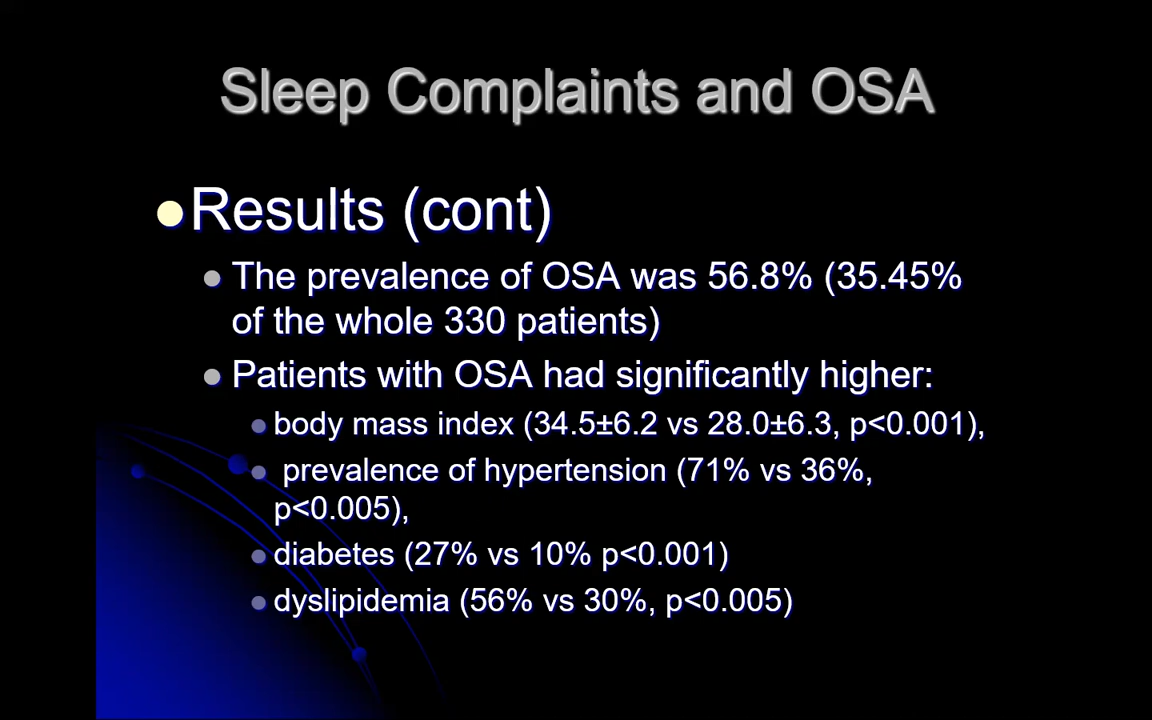 Sleep Complaints and OSA
Results (cont)
The prevalence of OSA was 56.8% (35.45%
of the whole 330 patients)
Patients with OSA had significantly higher:
body mass index (34.5±6.2 vs 28.0±6.3, p<0.001),
prevalence of hypertension (71% vs 36%,
p<0.005),
diabetes (27% vs 10% p<0.001)
dyslipidemia (56% vs 30%, p<0.005)